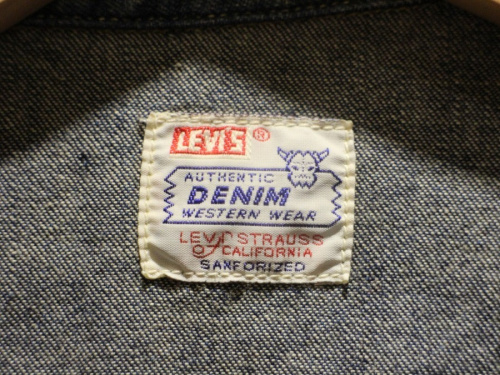 LEVI'S ®
AUTHENTIC
DENIM
WESTERN WEAR
LEVI STRAUSS
OF CALIFORNIA
SANFORIZED